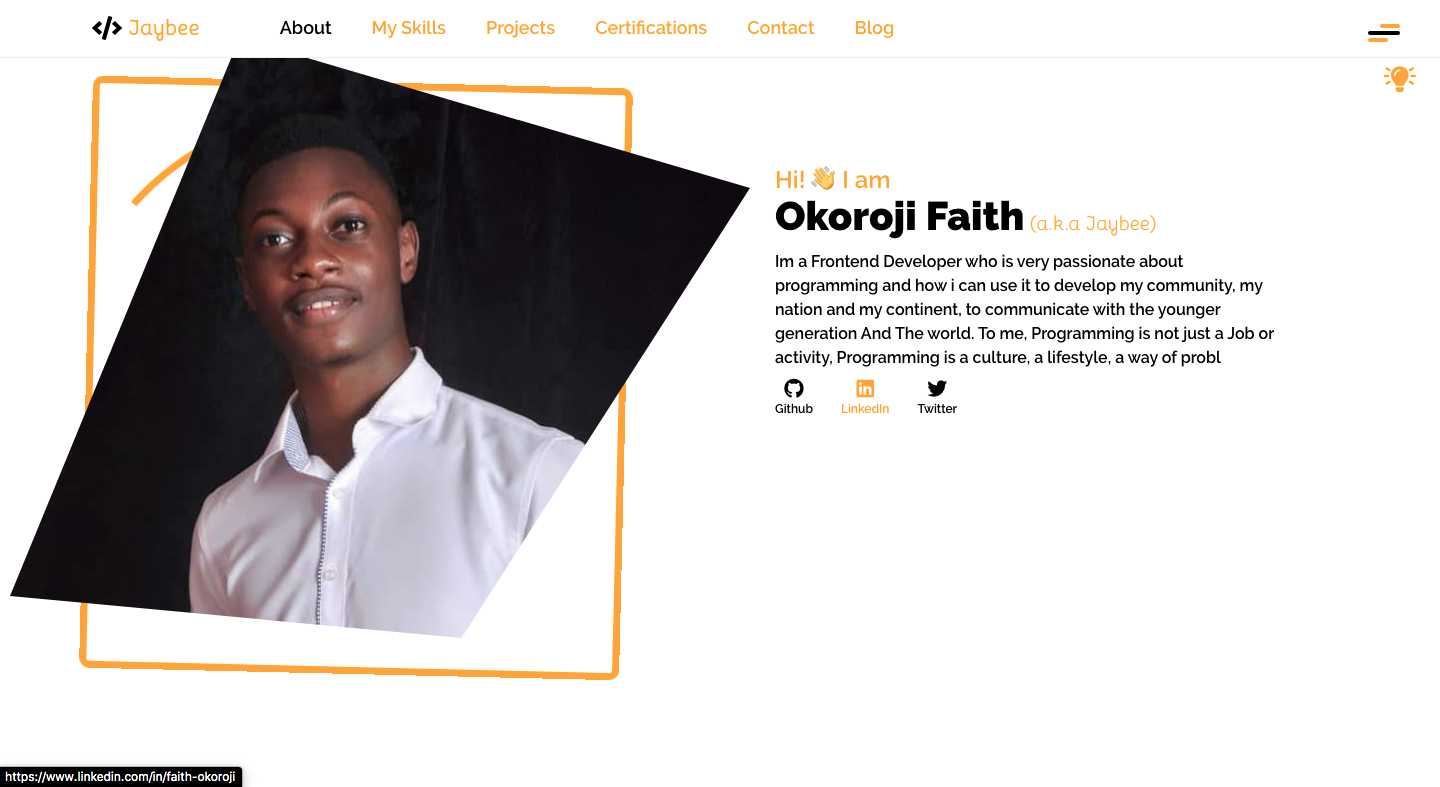 Jaybee
About My Skills Projects Certifications Contact Blog
Hi! 👋 I am
Okoroji Faith (a.k.a Jaybee)
Im a Frontend Developer who is very passionate about
programming and how i can use it to develop my community, my
nation and my continent, to communicate with the younger
generation And The world. To me, Programming is not just a Job or
activity, Programming is a culture, a lifestyle, a way of probl
Github LinkedIn Twitter
https://www.linkedin.com/in/faith-okoroji